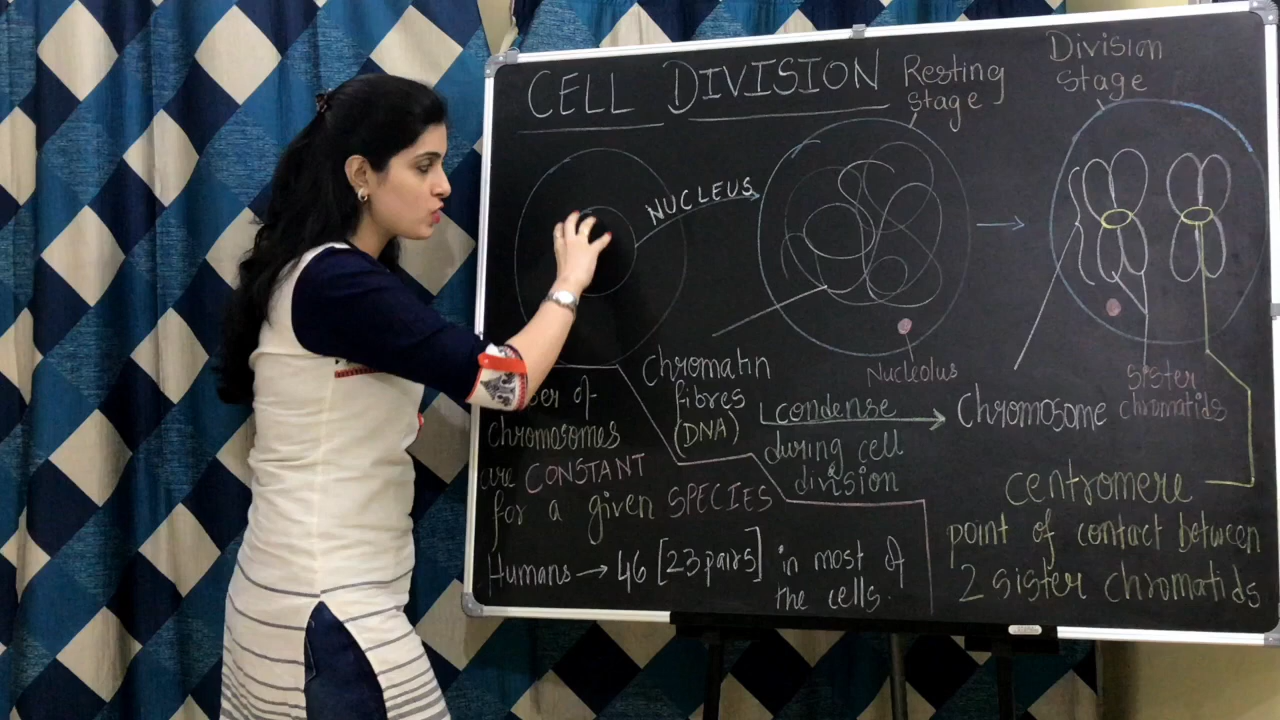 CELL DIVISION
Resting
stage
Division
stage
NUCLEUS
Nucleolus
Chromatin
fibres
(DNA)
condense
during cell
division
Chromosome
Sister
chromatids
centromere
point of contact between
2 sister chromatids
of
chromosomes
are CONSTANT
for a given SPECIES
Humans → 46 [23 pairs] in most of
the cells.